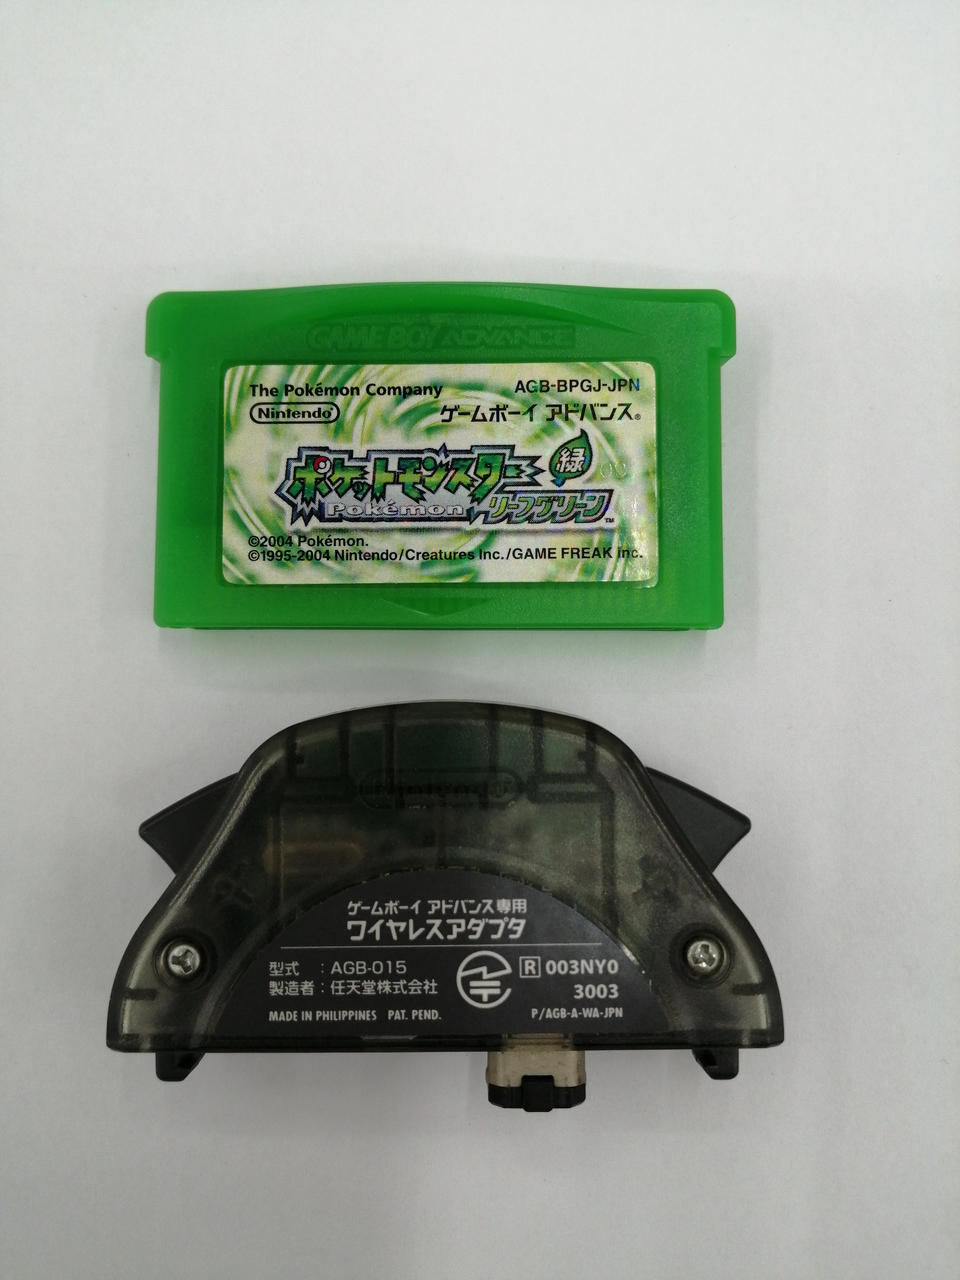 GAME BOY ADVANCE
The Pokémon Company
AGB-BPGJ-JPN
Nintendo
ゲームボーイ アドバンス®
ポケットモンスター
緑
Pokémon
リーフグリーン™
©2004 Pokémon.
©1995-2004 Nintendo/Creatures Inc./GAME FREAK inc.
Nintendo
ゲームボーイ アドバンス専用
ワイヤレスアダプタ
型式 : AGB-015
製造者 : 任天堂株式会社
R 003NY0
3003
MADE IN PHILIPPINES PAT. PEND.
P/AGB-A-WA-JPN